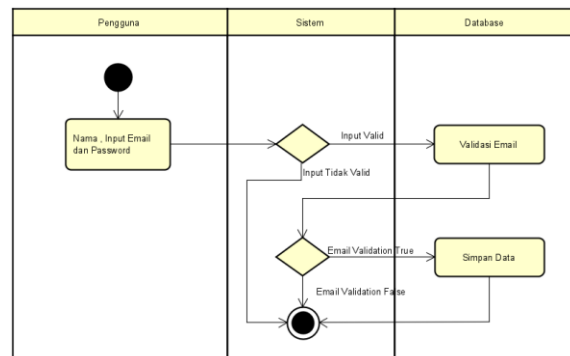 Pengguna
Sistem
Database
Nama , Input Email
dan Password
Input Valid
Validasi Email
Input Tidak Valid
Email Validation True
Simpan Data
Email Validation False